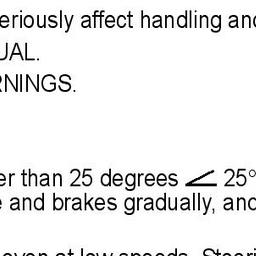 eriously affect handling and
UAL.
RNINGS.
er than 25 degrees ∠ 25°
e and brakes gradually, and
even at low speeds. Steeri